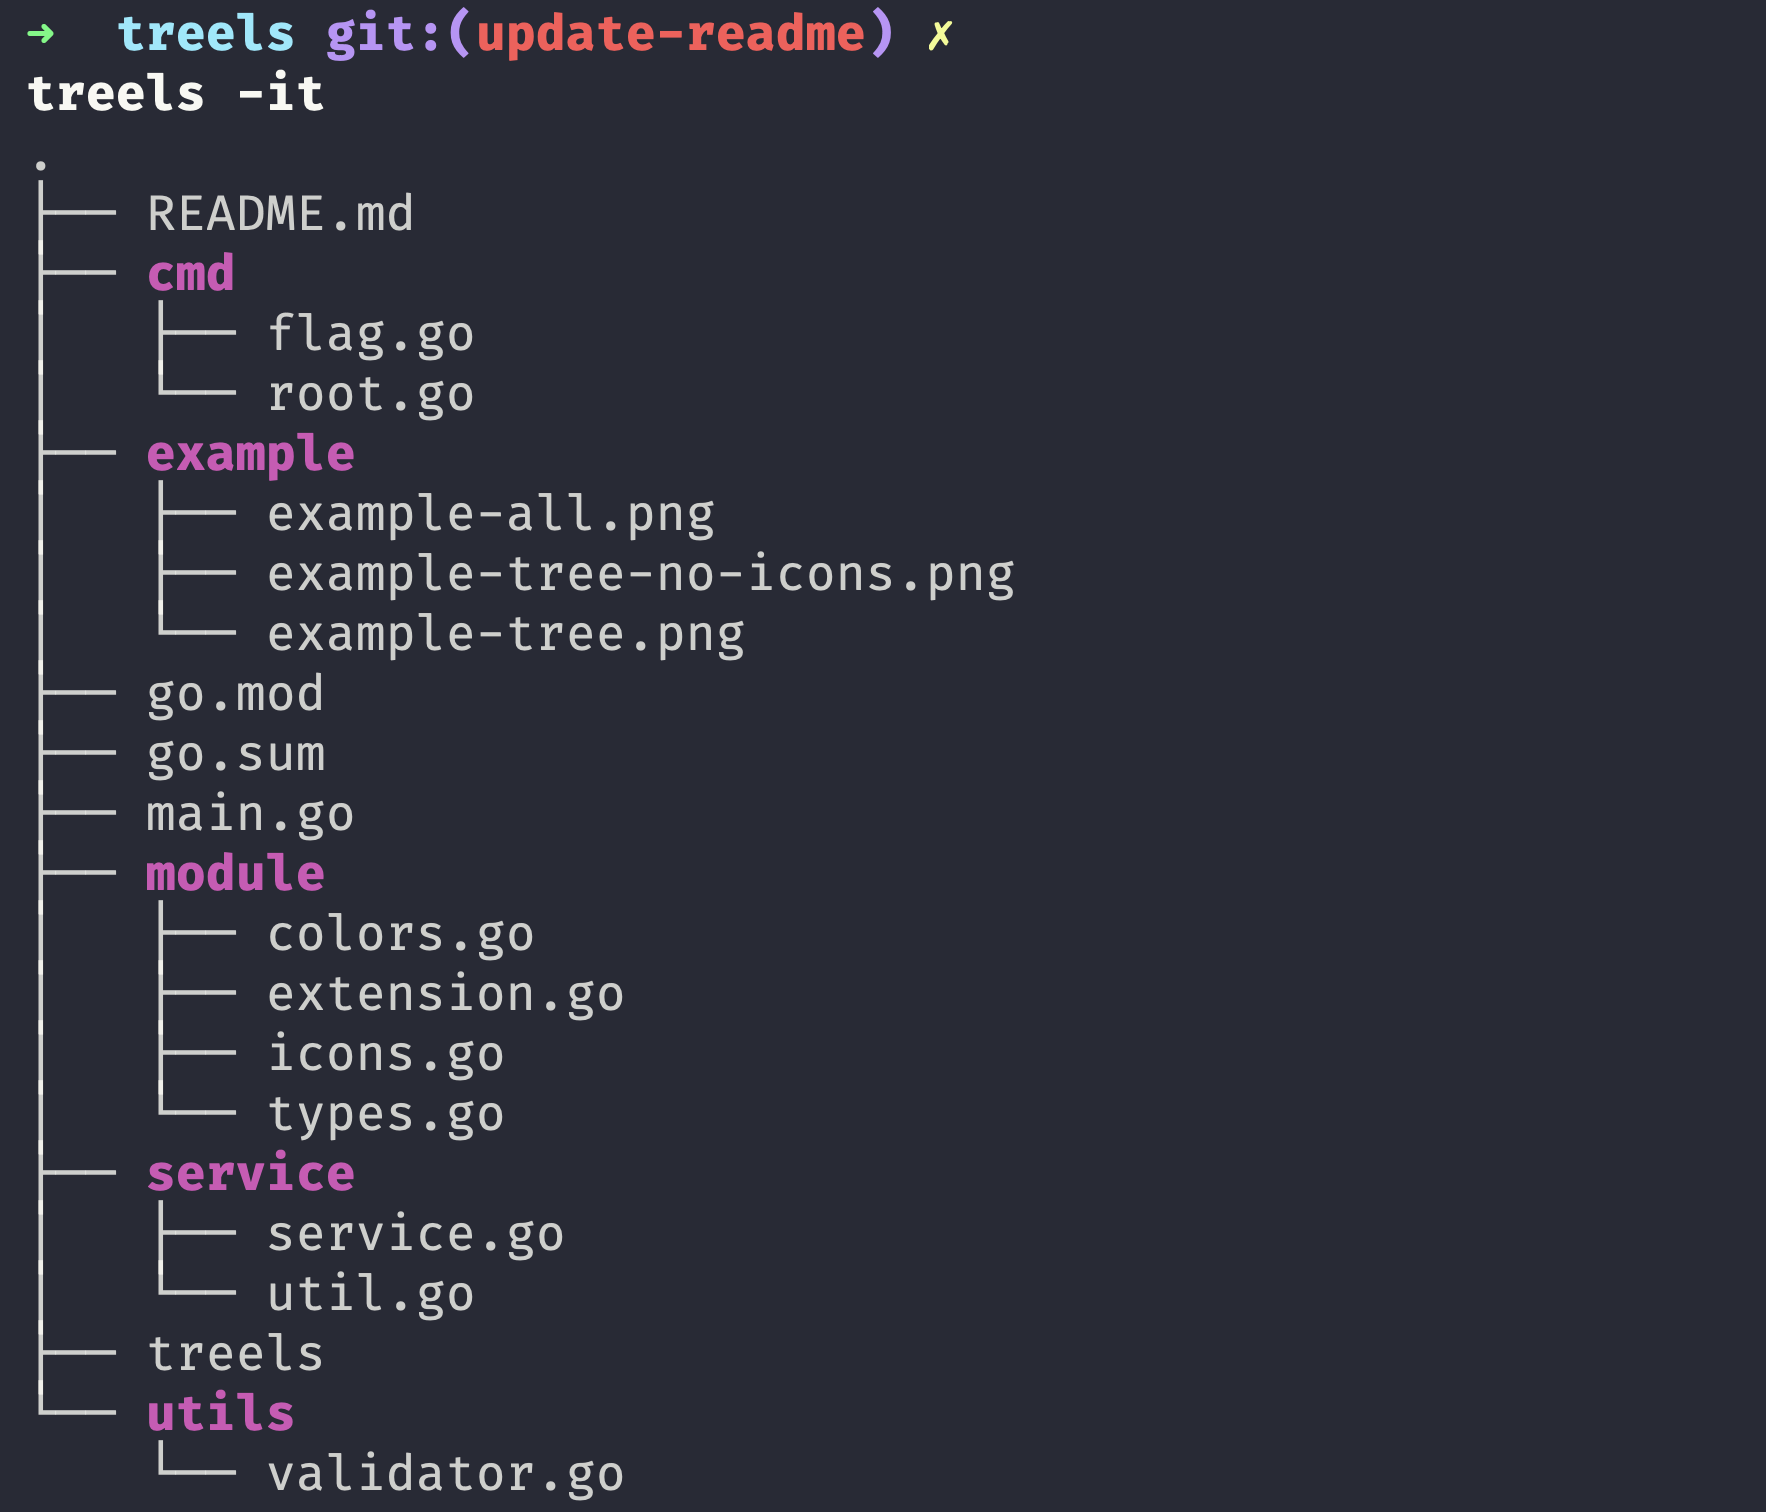 ➜  treels git:(update-readme) ✗
treels -it
.
├── README.md
├── cmd
│   ├── flag.go
│   └── root.go
├── example
│   ├── example-all.png
│   ├── example-tree-no-icons.png
│   └── example-tree.png
├── go.mod
├── go.sum
├── main.go
├── module
│   ├── colors.go
│   ├── extension.go
│   ├── icons.go
│   └── types.go
├── service
│   ├── service.go
│   └── util.go
├── treels
└── utils
    └── validator.go